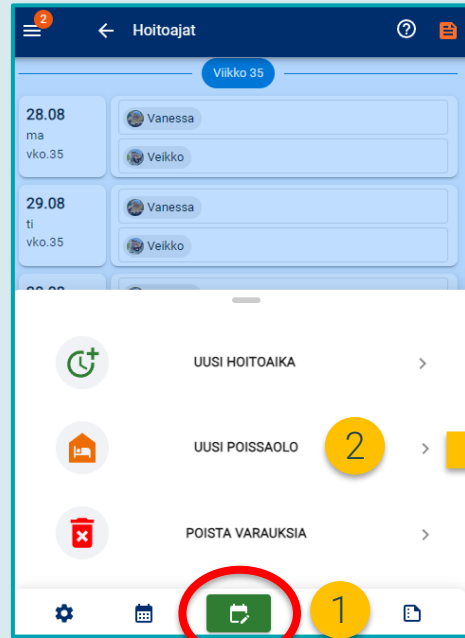 2
Hoitoajat
Viikko 35
28.08
ma
vko.35
Vanessa
Veikko
29.08
ti
vko.35
Vanessa
Veikko
UUSI HOITOAIKA
UUSI POISSAOLO
2
POISTA VARAUKSIA
1